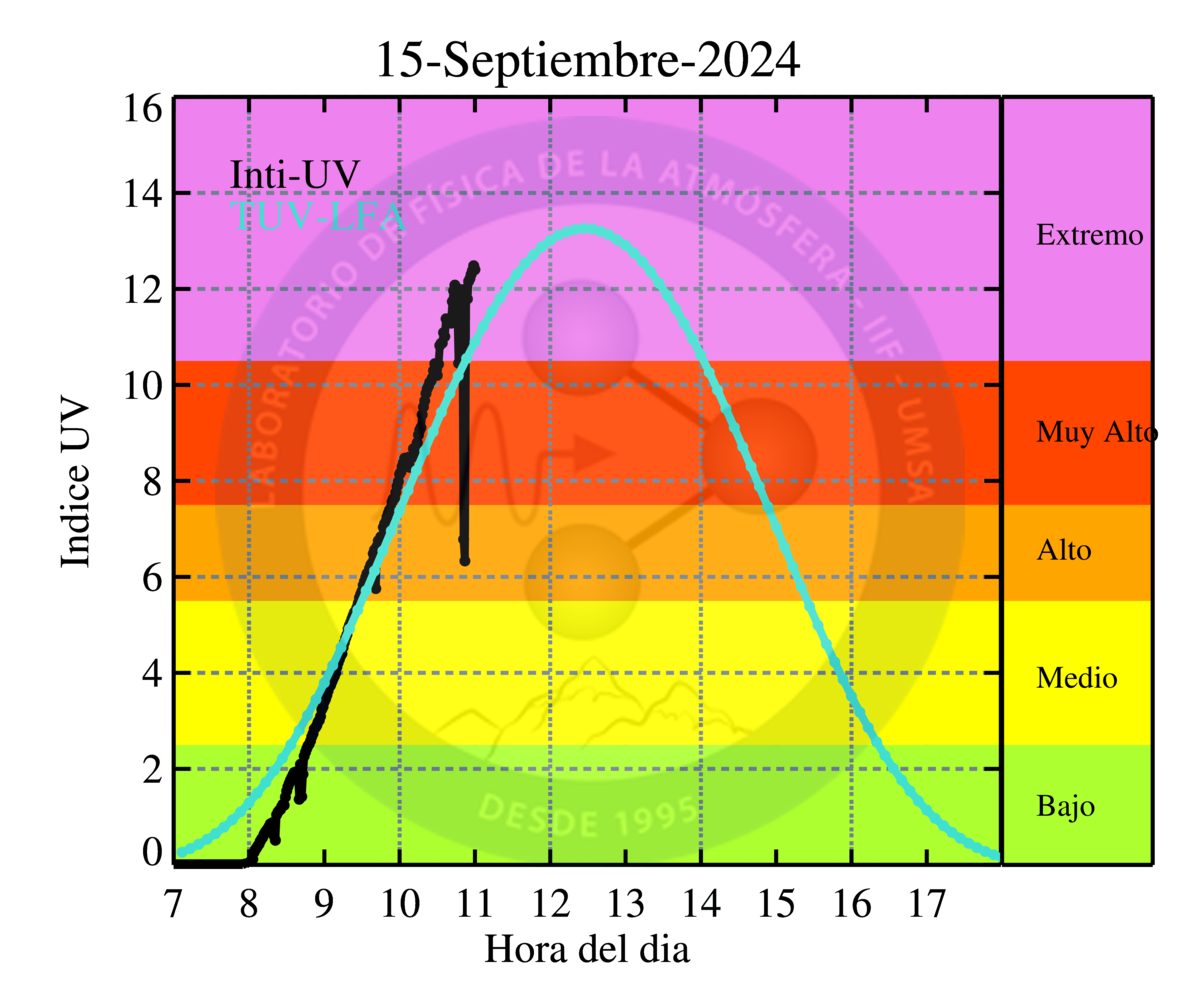 15-Septiembre-2024
Inti-UV
TUV-LFA
LABORATORIO DE FÍSICA DE LA ATMÓSFERA - IIF - UMSA
DESDE 1995
Indice UV
16
14
12
10
8
6
4
2
0
Extremo
Muy Alto
Alto
Medio
Bajo
7 8 9 10 11 12 13 14 15 16 17
Hora del dia